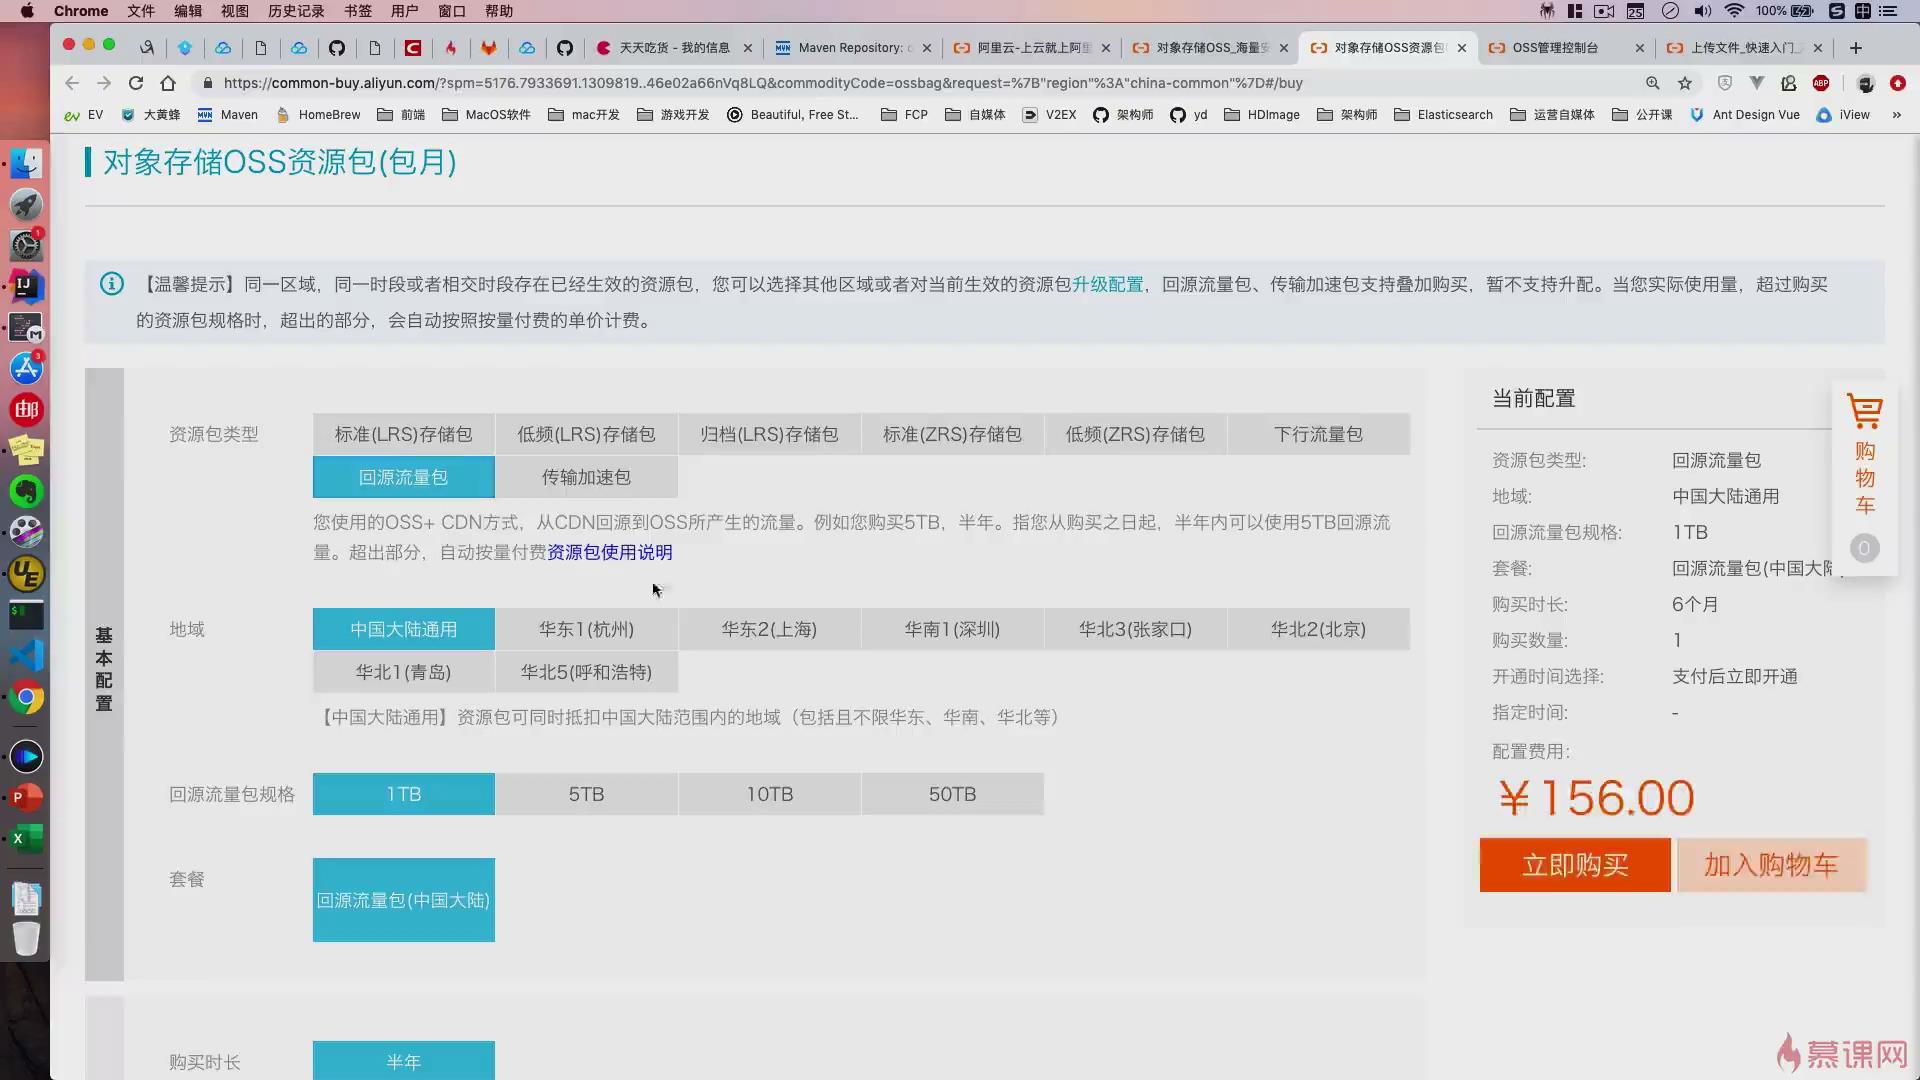 Chrome 文件 编辑 视图 历史记录 书签 用户 窗口 帮助 25 100%
天天吃货 - 我的信息 Maven Repository: 阿里云-上云就上阿里 对象存储OSS_海量安 对象存储OSS资源包( OSS管理控制台 上传文件_快速入门_
https://common-buy.aliyun.com/?spm=5176.7933691.1309819..46e02a66nVq8LQ&commodityCode=ossbag&request=%7B"region"%3A"china-common"%7D#/buy
EV 大黄蜂 Maven HomeBrew 前端 MacOS软件 mac开发 游戏开发 Beautiful, Free St... FCP 自媒体 V2EX 架构师 yd HDImage 架构师 Elasticsearch 运营自媒体 公开课 Ant Design Vue iView »
对象存储OSS资源包(包月)
【温馨提示】同一区域，同一时段或者相交时段存在已经生效的资源包，您可以选择其他区域或者对当前生效的资源包升级配置，回源流量包、传输加速包支持叠加购买，暂不支持升配。当您实际使用量，超过购买
的资源包规格时，超出的部分，会自动按照按量付费的单价计费。
基本配置
资源包类型 标准(LRS)存储包 低频(LRS)存储包 归档(LRS)存储包 标准(ZRS)存储包 低频(ZRS)存储包 下行流量包
回源流量包 传输加速包
您使用的OSS+ CDN方式，从CDN回源到OSS所产生的流量。例如您购买5TB，半年。指您从购买之日起，半年内可以使用5TB回源流
量。超出部分，自动按量付费资源包使用说明
地域 中国大陆通用 华东1(杭州) 华东2(上海) 华南1(深圳) 华北3(张家口) 华北2(北京)
华北1(青岛) 华北5(呼和浩特)
【中国大陆通用】资源包可同时抵扣中国大陆范围内的地域（包括且不限华东、华南、华北等）
回源流量包规格 1TB 5TB 10TB 50TB
套餐 回源流量包(中国大陆)
购买时长 半年
当前配置
资源包类型: 回源流量包
地域: 中国大陆通用
回源流量包规格: 1TB
套餐: 回源流量包(中国大陆
购买时长: 6个月
购买数量: 1
开通时间选择: 支付后立即开通
指定时间: -
配置费用:
￥156.00
立即购买 加入购物车
购物车
0
慕课网